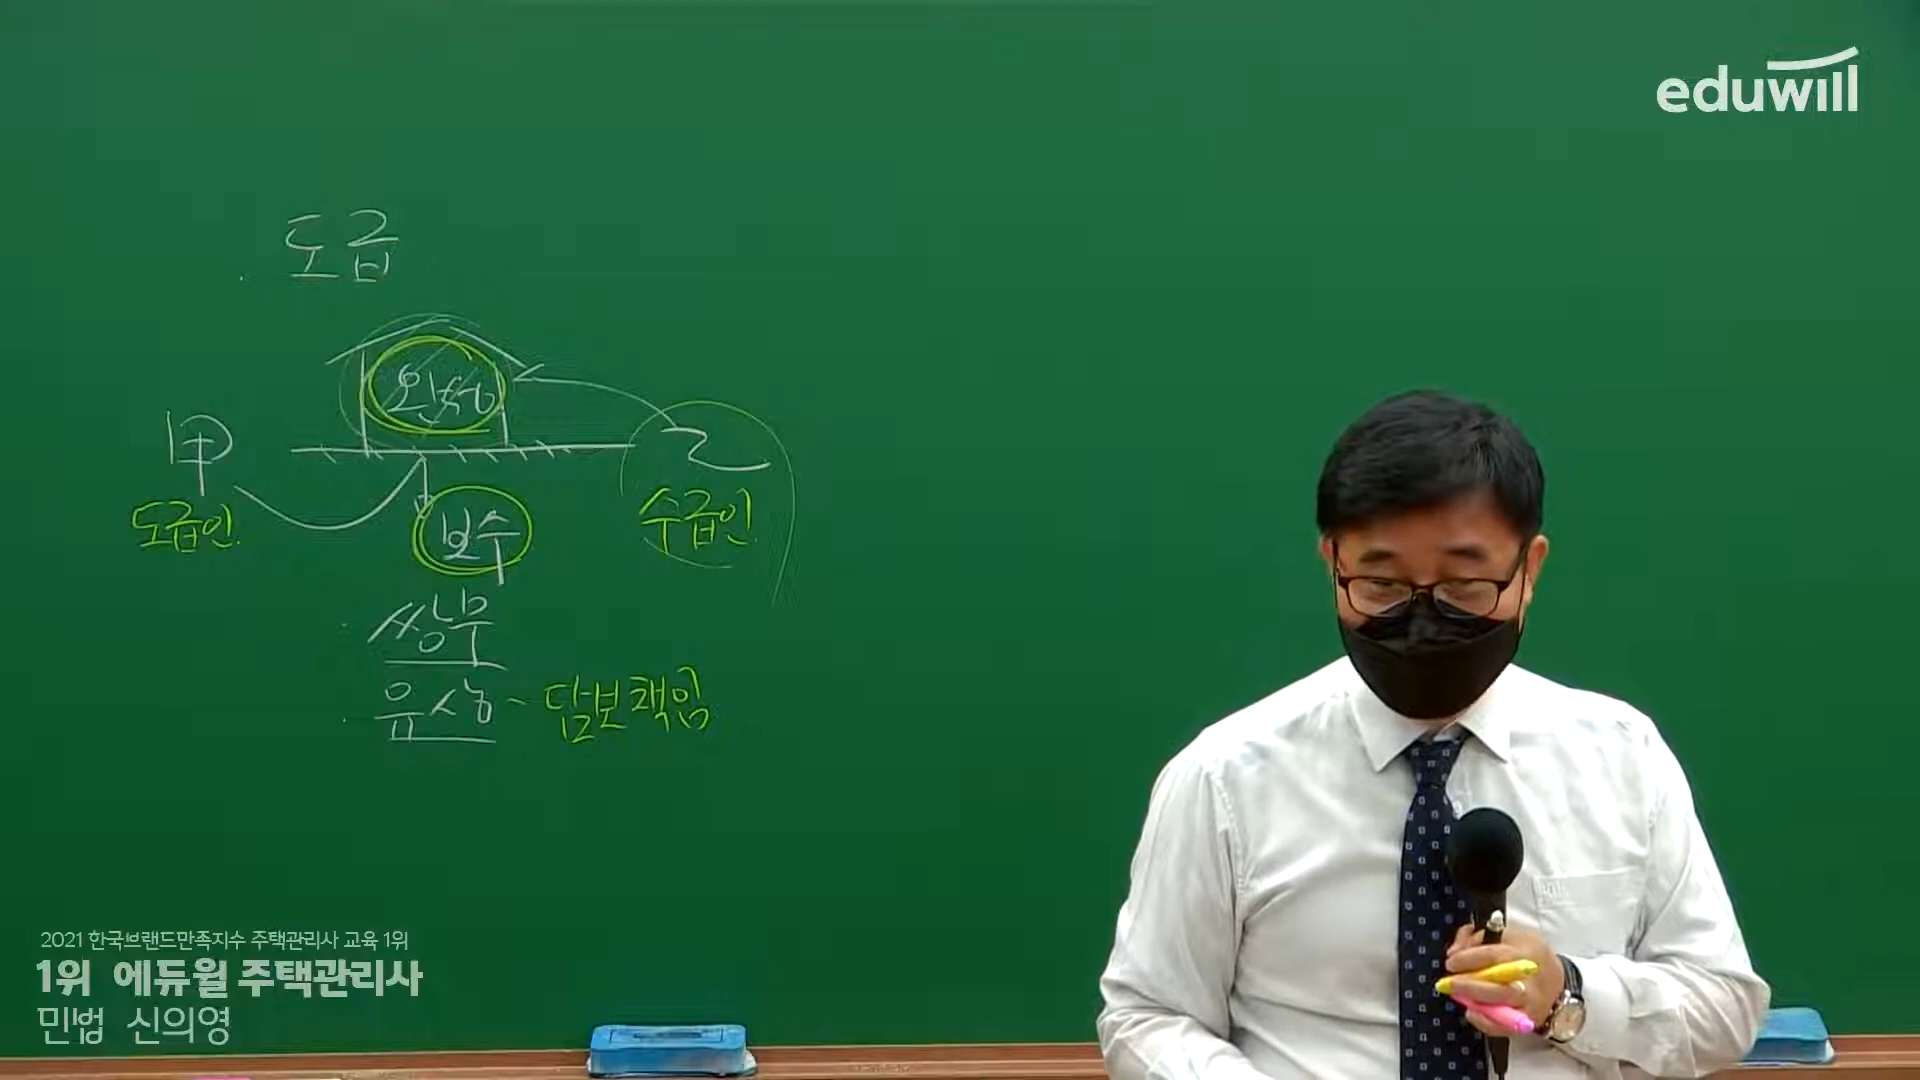 eduwill
도급
완성
甲
乙
도급인
보수
수급인
쌍무
유상 - 담보책임
2021 한국브랜드만족지수 주택관리사 교육 1위
1위 에듀윌 주택관리사
민법 신의영